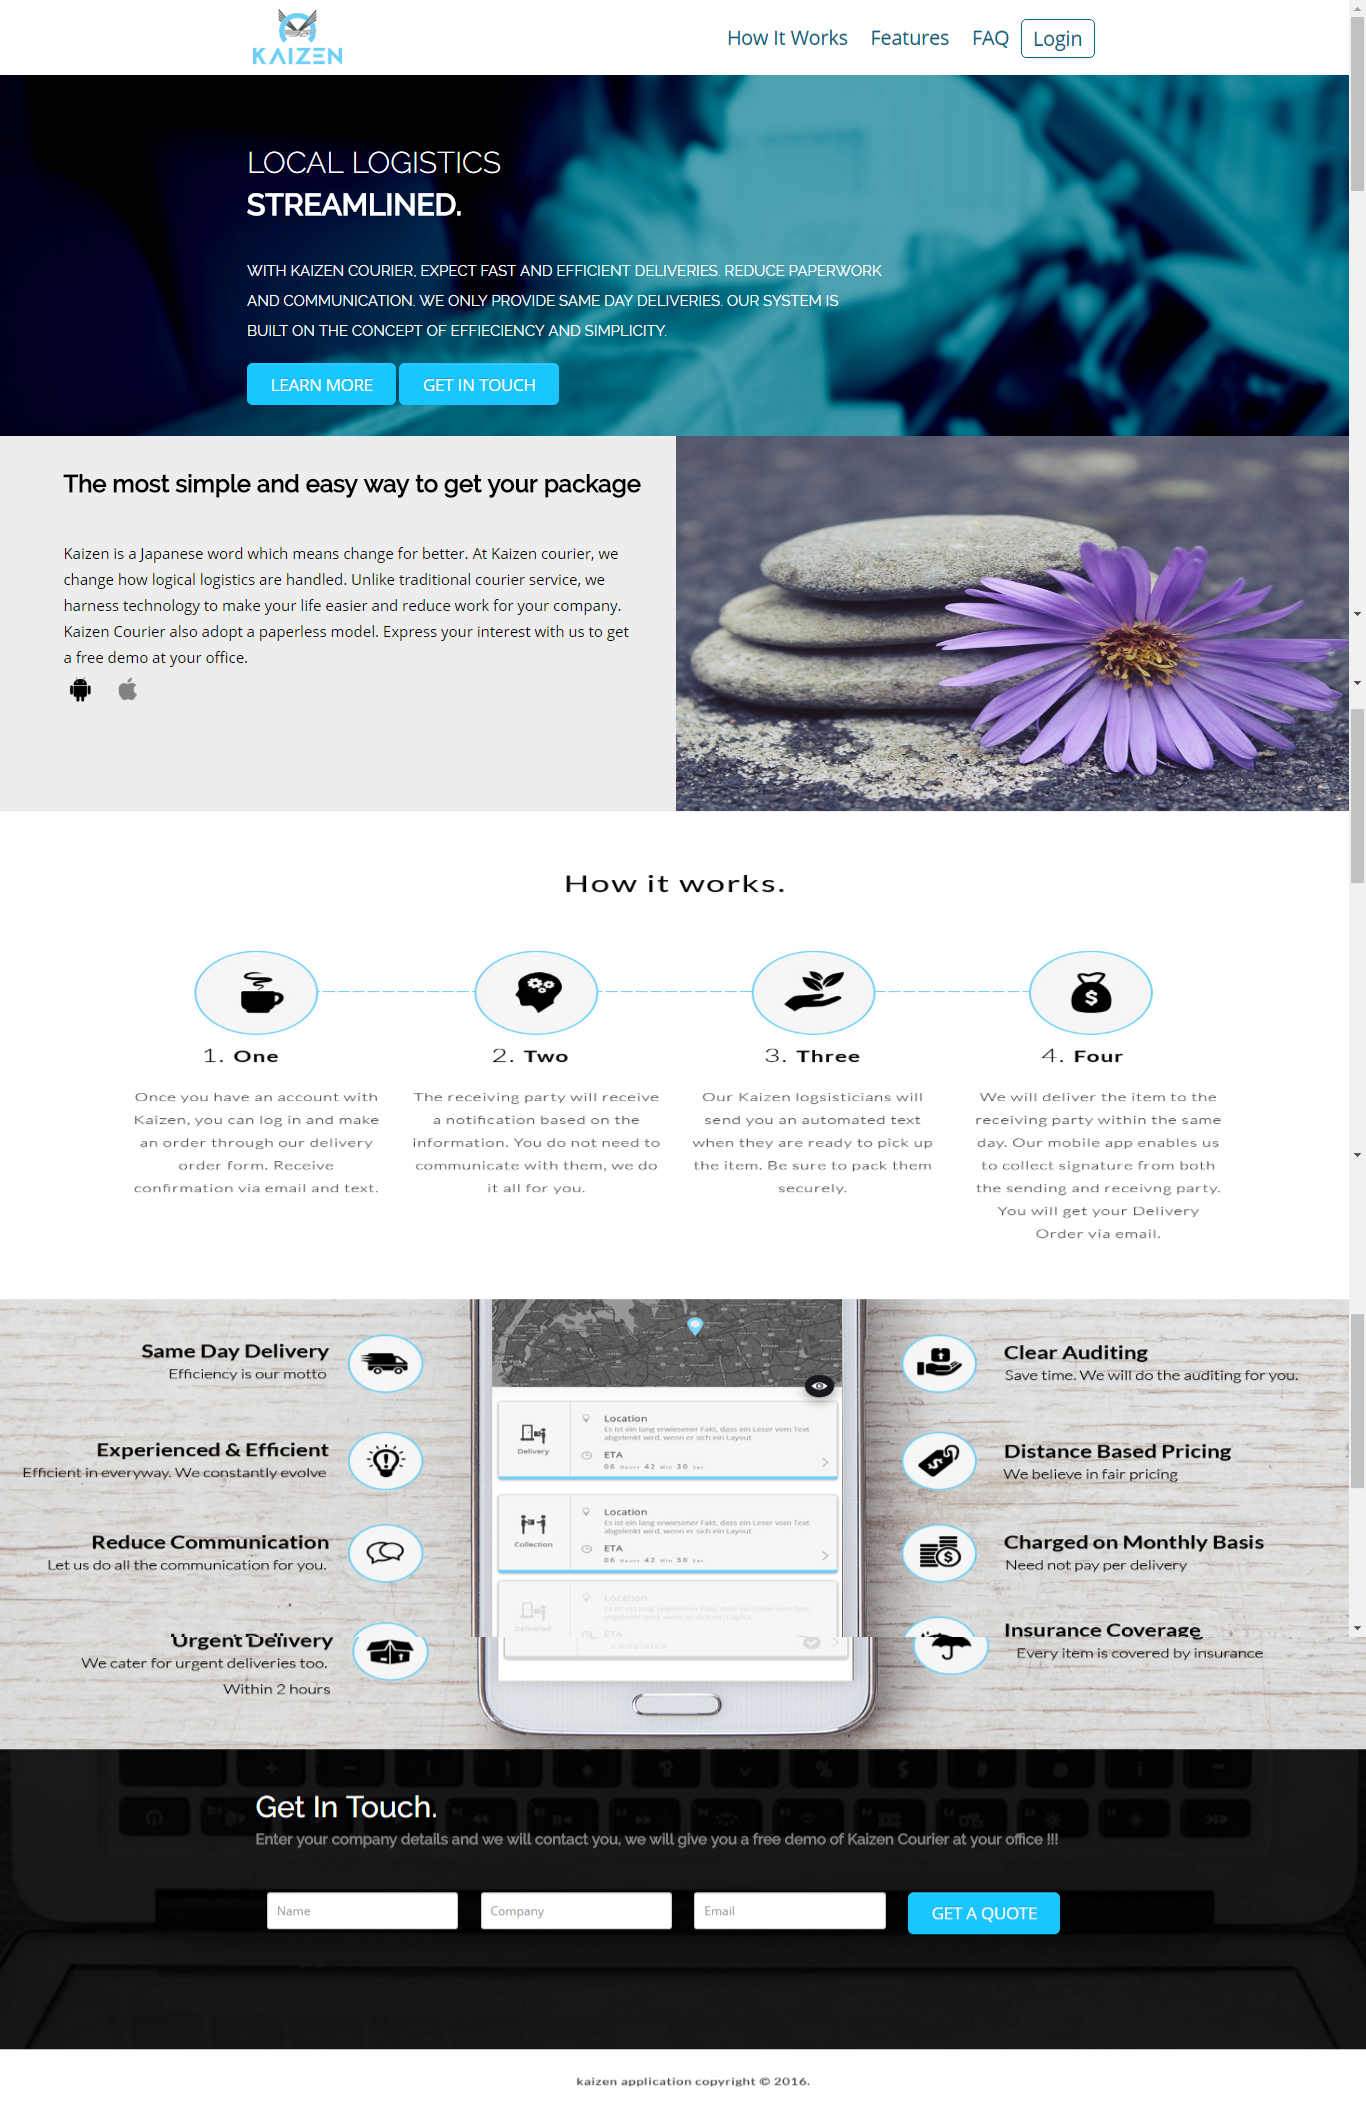 KAIZEN
How It Works
Features
FAQ
Login
LOCAL LOGISTICS
STREAMLINED.
WITH KAIZEN COURIER, EXPECT FAST AND EFFICIENT DELIVERIES. REDUCE PAPERWORK
AND COMMUNICATION. WE ONLY PROVIDE SAME DAY DELIVERIES. OUR SYSTEM IS
BUILT ON THE CONCEPT OF EFFIECIENCY AND SIMPLICITY.
LEARN MORE
GET IN TOUCH
The most simple and easy way to get your package
Kaizen is a Japanese word which means change for better. At Kaizen courier, we
change how logical logistics are handled. Unlike traditional courier service, we
harness technology to make your life easier and reduce work for your company.
Kaizen Courier also adopt a paperless model. Express your interest with us to get
a free demo at your office.
How it works.
1. One
Once you have an account with
Kaizen, you can log in and make
an order through our delivery
order form. Receive
confirmation via email and text.
2. Two
The receiving party will receive
a notification based on the
information. You do not need to
communicate with them, we do
it all for you.
3. Three
Our Kaizen logsisticians will
send you an automated text
when they are ready to pick up
the item. Be sure to pack them
securely.
4. Four
We will deliver the item to the
receiving party within the same
day. Our mobile app enables us
to collect signature from both
the sending and receivng party.
You will get your Delivery
Order via email.
Same Day Delivery
Efficiency is our motto
Experienced & Efficient
Efficient in everyway. We constantly evolve
Reduce Communication
Let us do all the communication for you.
Urgent Delivery
We cater for urgent deliveries too.
Within 2 hours
New York
Delivery
Location
Es ist ein lang erwiesener Fakt, dass ein Leser vom Text
abgelenkt wird, wenn er sich ein Layout
ETA
06 Hours 42 Min 30 Sec
Collection
Location
Es ist ein lang erwiesener Fakt, dass ein Leser vom Text
abgelenkt wird, wenn er sich ein Layout
ETA
06 Hours 42 Min 30 Sec
Delivered
Location
Es ist ein lang erwiesener Fakt, dass ein Leser vom Text
abgelenkt wird, wenn er sich ein Layout
ETA
Completed
Clear Auditing
Save time. We will do the auditing for you.
Distance Based Pricing
We believe in fair pricing
Charged on Monthly Basis
Need not pay per delivery
Insurance Coverage
Every item is covered by insurance
Get In Touch.
Enter your company details and we will contact you, we will give you a free demo of Kaizen Courier at your office !!!
Name
Company
Email
GET A QUOTE
kaizen application copyright © 2016.